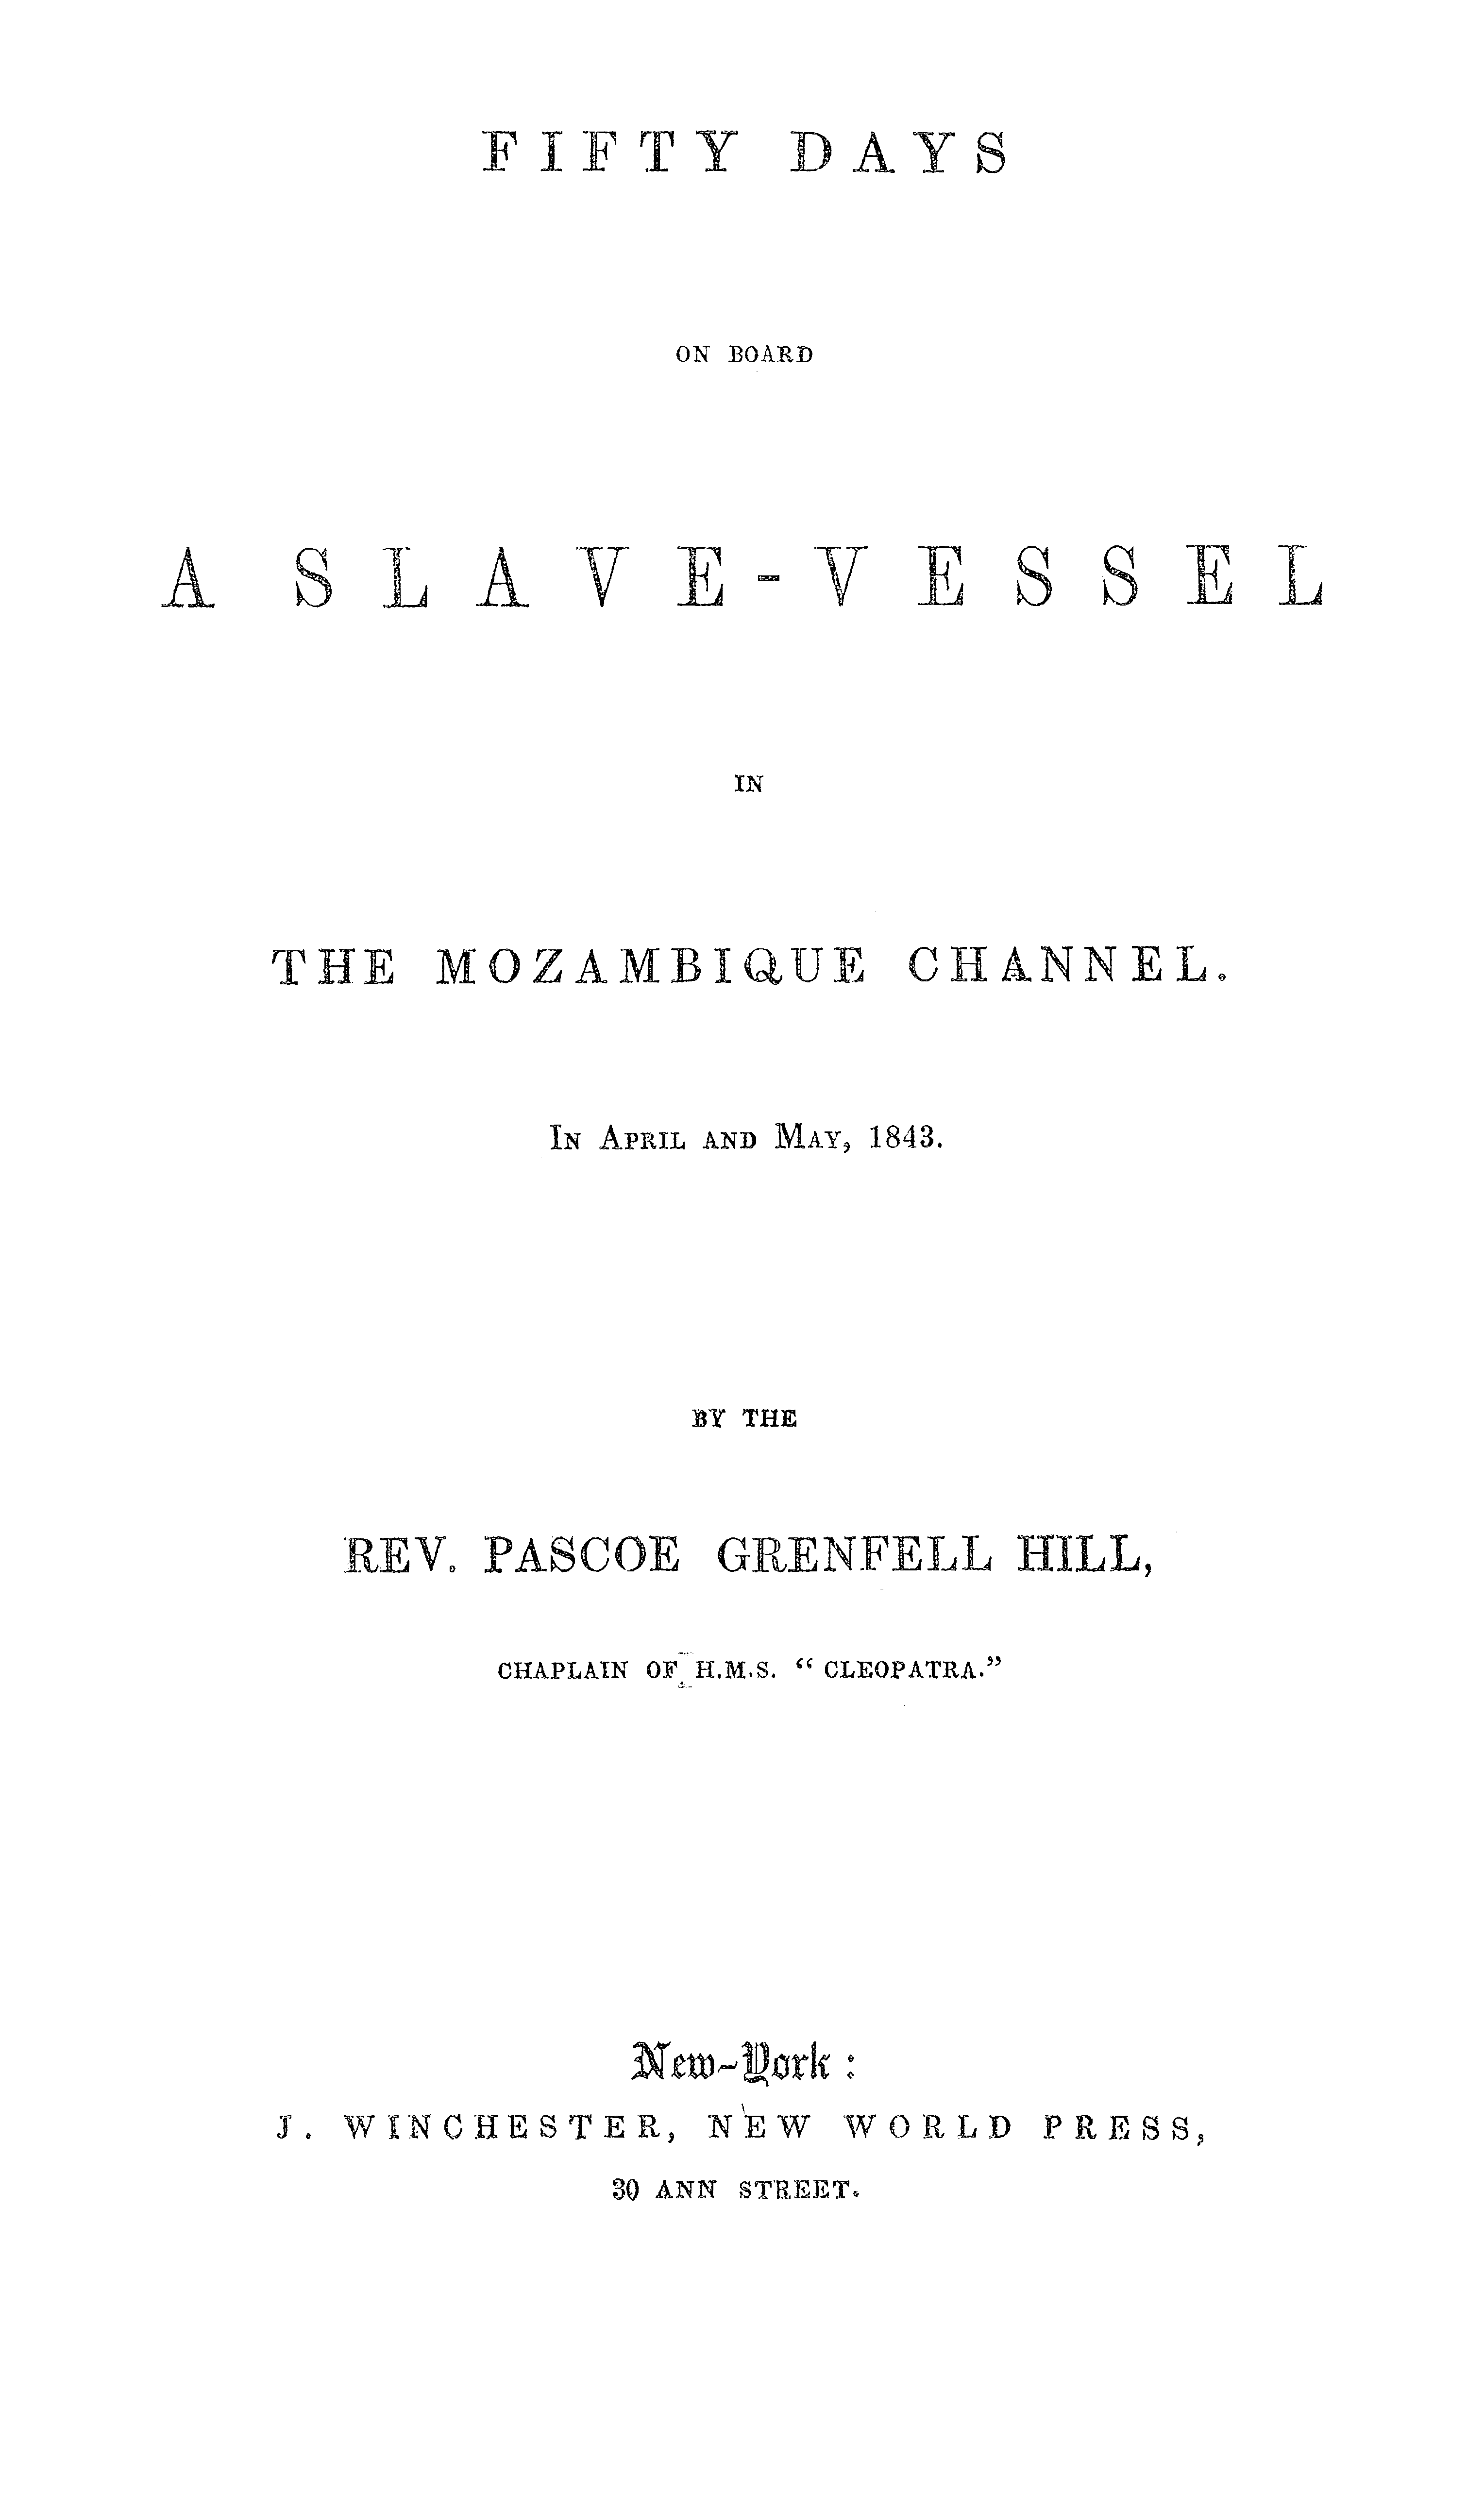 FIFTY DAYS
ON BOARD
A SLAVE-VESSEL
IN
THE MOZAMBIQUE CHANNEL.
In April and May, 1843.
BY THE
REV. PASCOE GRENFELL HILL,
CHAPLAIN OF H.M.S. “CLEOPATRA.”
New-York:
J. WINCHESTER, NEW WORLD PRESS,
30 ANN STREET.